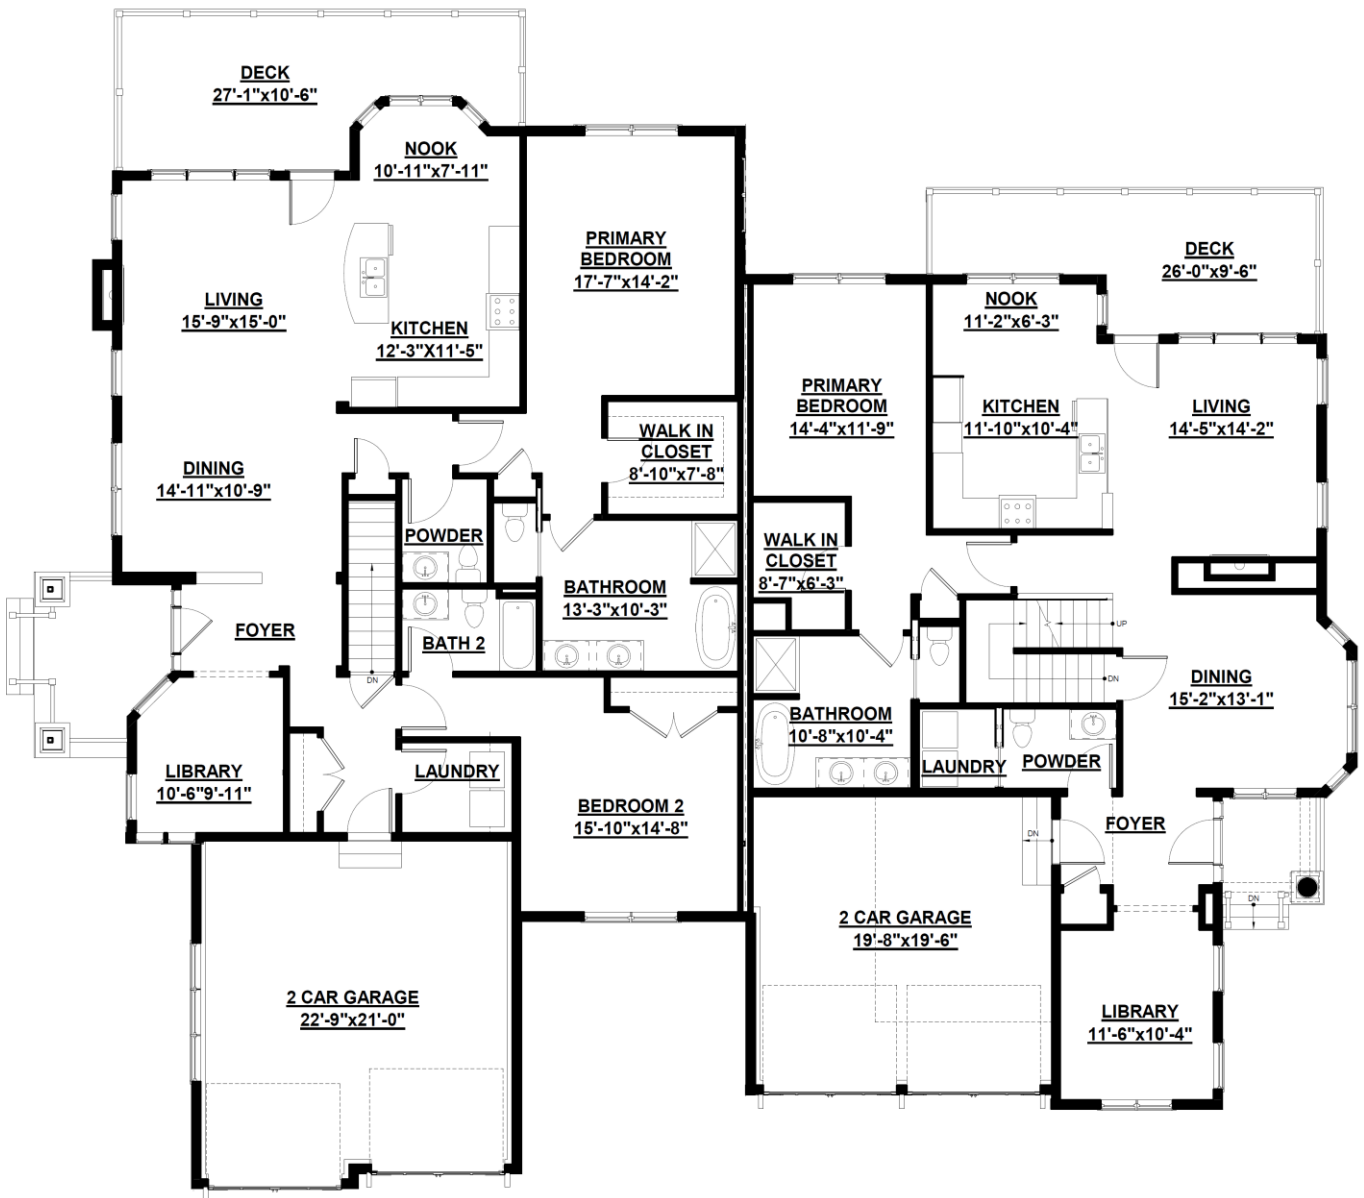 DECK
27'-1"x10'-6"
NOOK
10'-11"x7'-11"
PRIMARY
BEDROOM
17'-7"x14'-2"
LIVING
15'-9"x15'-0"
KITCHEN
12'-3"X11'-5"
WALK IN
CLOSET
8'-10"x7'-8"
DINING
14'-11"x10'-9"
POWDER
BATHROOM
13'-3"x10'-3"
FOYER
BATH 2
DN
LIBRARY
10'-6"9'-11"
LAUNDRY
BEDROOM 2
15'-10"x14'-8"
2 CAR GARAGE
22'-9"x21'-0"
DECK
26'-0"x9'-6"
NOOK
11'-2"x6'-3"
PRIMARY
BEDROOM
14'-4"x11'-9"
KITCHEN
11'-10"x10'-4"
LIVING
14'-5"x14'-2"
WALK IN
CLOSET
8'-7"x6'-3"
UP
DN
DINING
15'-2"x13'-1"
BATHROOM
10'-8"x10'-4"
LAUNDRY
POWDER
FOYER
DN
DN
2 CAR GARAGE
19'-8"x19'-6"
LIBRARY
11'-6"x10'-4"